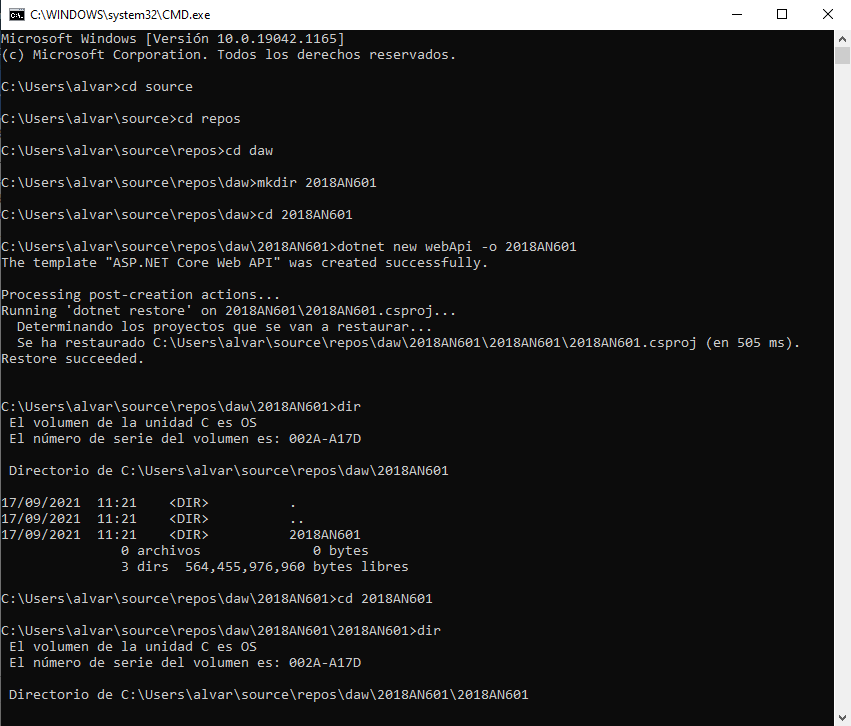 C:\WINDOWS\system32\CMD.exe
Microsoft Windows [Versión 10.0.19042.1165]
(c) Microsoft Corporation. Todos los derechos reservados.
C:\Users\alvar>cd source
C:\Users\alvar\source>cd repos
C:\Users\alvar\source\repos>cd daw
C:\Users\alvar\source\repos\daw>mkdir 2018AN601
C:\Users\alvar\source\repos\daw>cd 2018AN601
C:\Users\alvar\source\repos\daw\2018AN601>dotnet new webApi -o 2018AN601
The template "ASP.NET Core Web API" was created successfully.
Processing post-creation actions...
Running 'dotnet restore' on 2018AN601\2018AN601.csproj...
  Determinando los proyectos que se van a restaurar...
  Se ha restaurado C:\Users\alvar\source\repos\daw\2018AN601\2018AN601\2018AN601.csproj (en 505 ms).
Restore succeeded.
C:\Users\alvar\source\repos\daw\2018AN601>dir
 El volumen de la unidad C es OS
 El número de serie del volumen es: 002A-A17D
 Directorio de C:\Users\alvar\source\repos\daw\2018AN601
17/09/2021  11:21    <DIR>          .
17/09/2021  11:21    <DIR>          ..
17/09/2021  11:21    <DIR>          2018AN601
               0 archivos              0 bytes
               3 dirs  564,455,976,960 bytes libres
C:\Users\alvar\source\repos\daw\2018AN601>cd 2018AN601
C:\Users\alvar\source\repos\daw\2018AN601\2018AN601>dir
 El volumen de la unidad C es OS
 El número de serie del volumen es: 002A-A17D
 Directorio de C:\Users\alvar\source\repos\daw\2018AN601\2018AN601